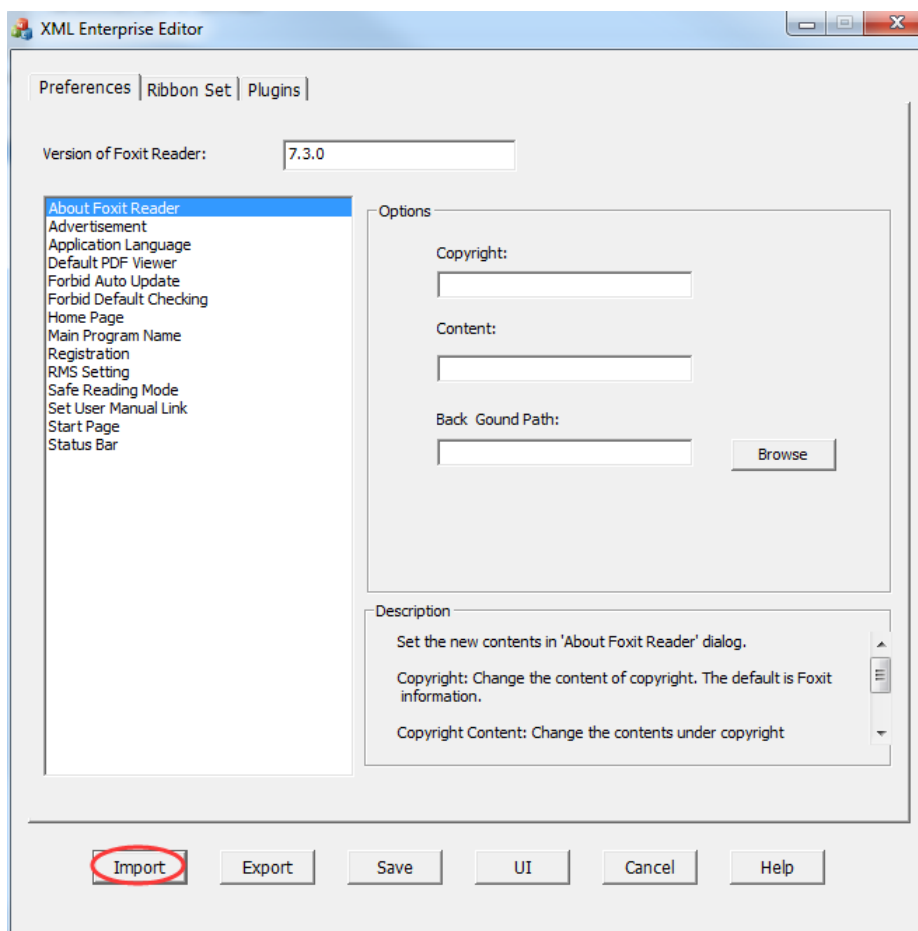 XML Enterprise Editor
Preferences Ribbon Set Plugins
Version of Foxit Reader: 7.3.0
About Foxit Reader
Advertisement
Application Language
Default PDF Viewer
Forbid Auto Update
Forbid Default Checking
Home Page
Main Program Name
Registration
RMS Setting
Safe Reading Mode
Set User Manual Link
Start Page
Status Bar
Options
Copyright:
Content:
Back Gound Path:
Browse
Description
Set the new contents in 'About Foxit Reader' dialog.
Copyright: Change the content of copyright. The default is Foxit
information.
Copyright Content: Change the contents under copyright
Import Export Save UI Cancel Help